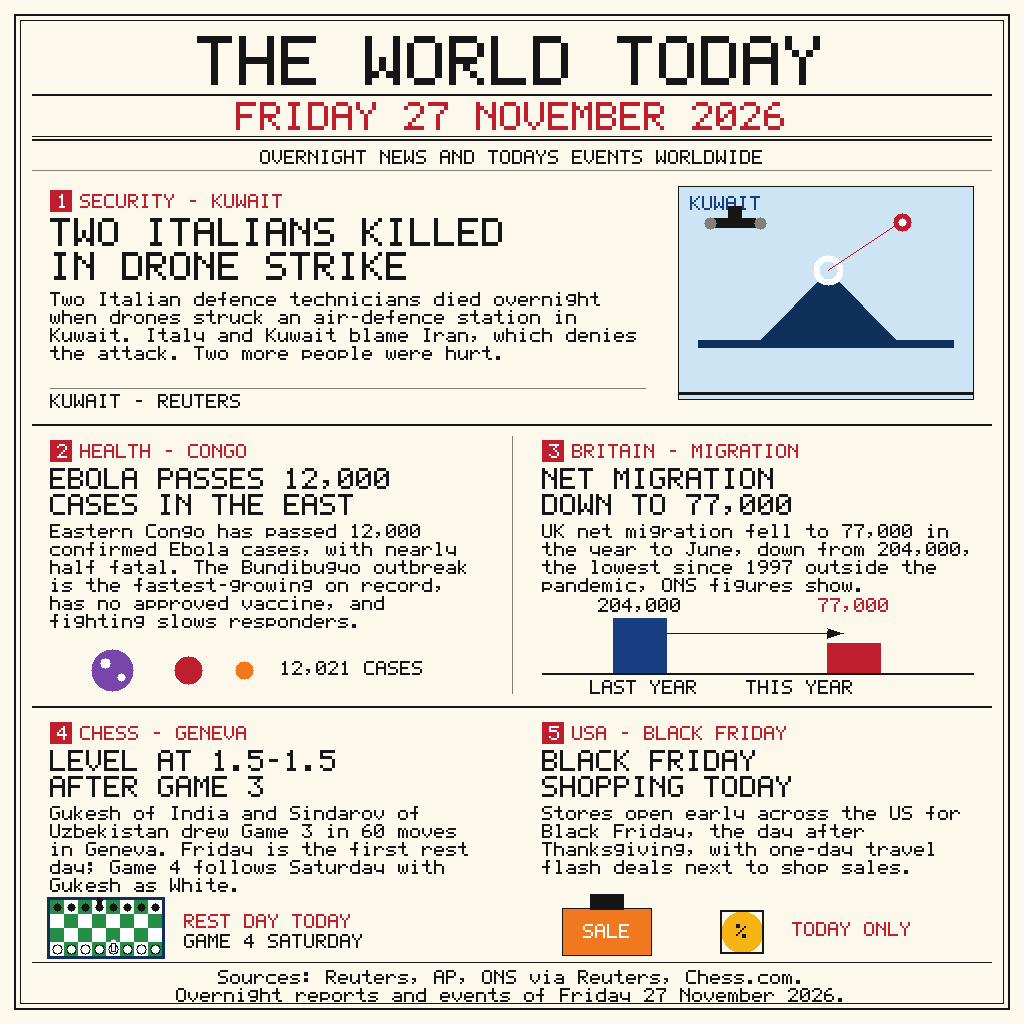 THE WORLD TODAY
FRIDAY 27 NOVEMBER 2026
OVERNIGHT NEWS AND TODAYS EVENTS WORLDWIDE
1 SECURITY - KUWAIT
TWO ITALIANS KILLED
IN DRONE STRIKE
Two Italian defence technicians died overnight
when drones struck an air-defence station in
Kuwait. Italy and Kuwait blame Iran, which denies
the attack. Two more people were hurt.
KUWAIT - REUTERS
KUWAIT
2 HEALTH - CONGO
EBOLA PASSES 12,000
CASES IN THE EAST
Eastern Congo has passed 12,000
confirmed Ebola cases, with nearly
half fatal. The Bundibugyo outbreak
is the fastest-growing on record,
has no approved vaccine, and
fighting slows responders.
12,021 CASES
3 BRITAIN - MIGRATION
NET MIGRATION
DOWN TO 77,000
UK net migration fell to 77,000 in
the year to June, down from 204,000,
the lowest since 1997 outside the
pandemic, ONS figures show.
204,000 77,000
LAST YEAR THIS YEAR
4 CHESS - GENEVA
LEVEL AT 1.5-1.5
AFTER GAME 3
Gukesh of India and Sindarov of
Uzbekistan drew Game 3 in 60 moves
in Geneva. Friday is the first rest
day; Game 4 follows Saturday with
Gukesh as White.
REST DAY TODAY
GAME 4 SATURDAY
5 USA - BLACK FRIDAY
BLACK FRIDAY
SHOPPING TODAY
Stores open early across the US for
Black Friday, the day after
Thanksgiving, with one-day travel
flash deals next to shop sales.
SALE % TODAY ONLY
Sources: Reuters, AP, ONS via Reuters, Chess.com.
Overnight reports and events of Friday 27 November 2026.